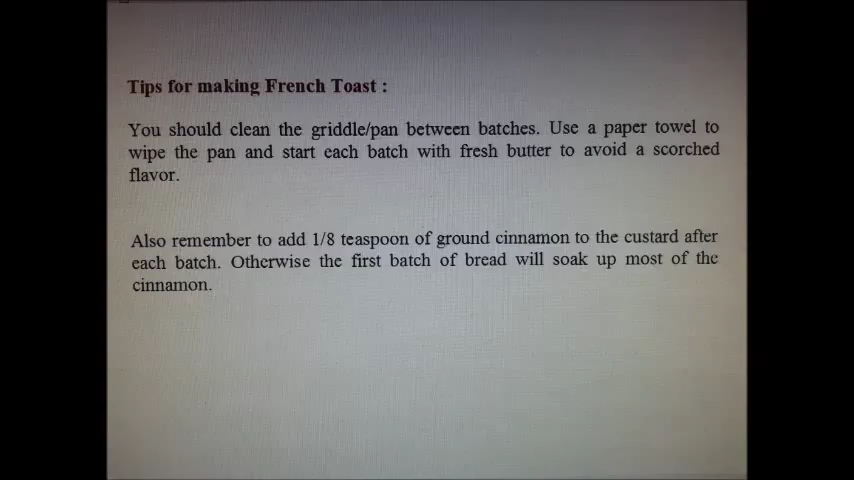 Tips for making French Toast :
You should clean the griddle/pan between batches. Use a paper towel to
wipe the pan and start each batch with fresh butter to avoid a scorched
flavor.
Also remember to add 1/8 teaspoon of ground cinnamon to the custard after
each batch. Otherwise the first batch of bread will soak up most of the
cinnamon.